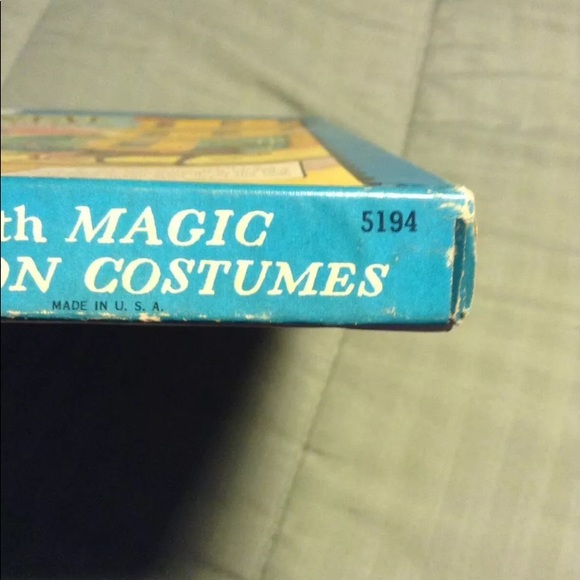 th MAGIC
ON COSTUMES
5194
MADE IN U. S. A.